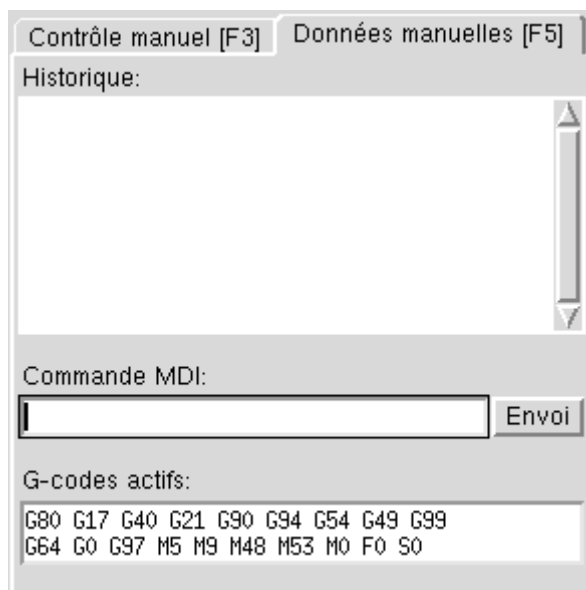 Contrôle manuel [F3] Données manuelles [F5]
Historique:
Commande MDI:
Envoi
G-codes actifs:
G80 G17 G40 G21 G90 G94 G54 G49 G99
G64 G0 G97 M5 M9 M48 M53 M0 F0 S0